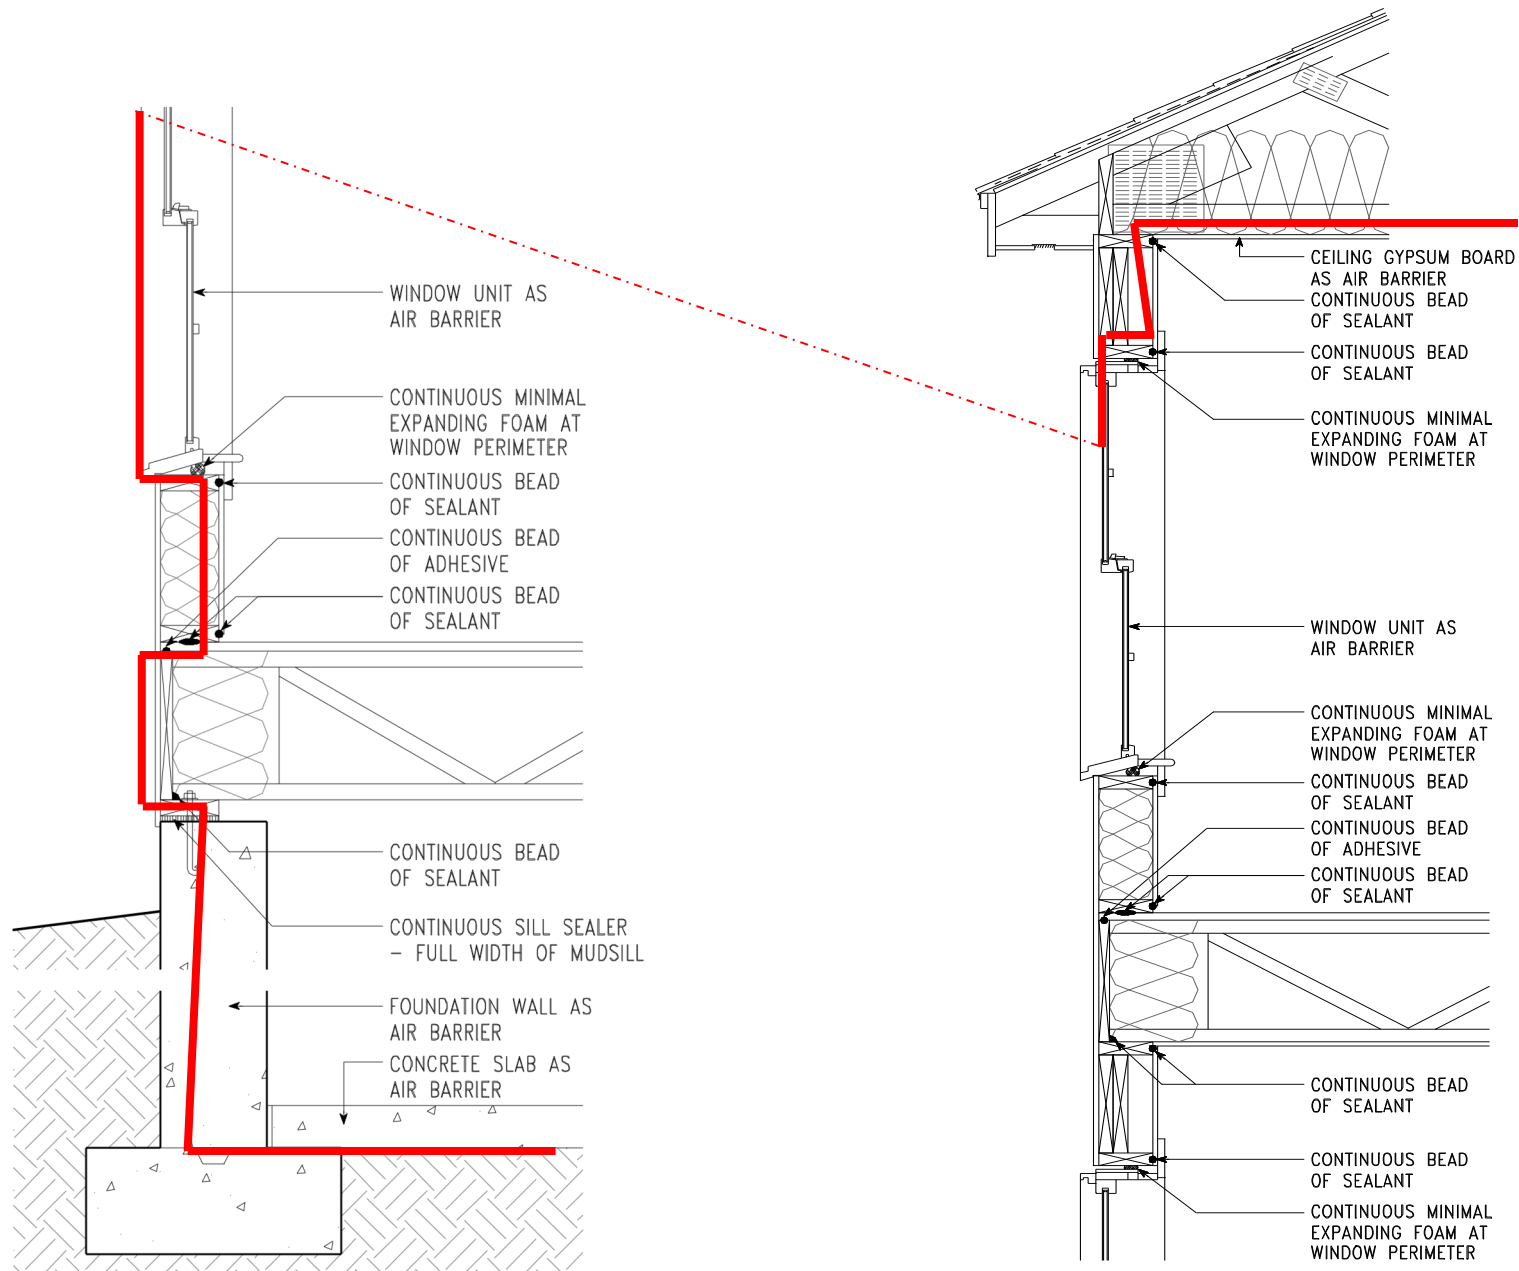 WINDOW UNIT AS
AIR BARRIER
CONTINUOUS MINIMAL
EXPANDING FOAM AT
WINDOW PERIMETER
CONTINUOUS BEAD
OF SEALANT
CONTINUOUS BEAD
OF ADHESIVE
CONTINUOUS BEAD
OF SEALANT
CONTINUOUS BEAD
OF SEALANT
CONTINUOUS SILL SEALER
– FULL WIDTH OF MUDSILL
FOUNDATION WALL AS
AIR BARRIER
CONCRETE SLAB AS
AIR BARRIER
CEILING GYPSUM BOARD
AS AIR BARRIER
CONTINUOUS BEAD
OF SEALANT
CONTINUOUS BEAD
OF SEALANT
CONTINUOUS MINIMAL
EXPANDING FOAM AT
WINDOW PERIMETER
WINDOW UNIT AS
AIR BARRIER
CONTINUOUS MINIMAL
EXPANDING FOAM AT
WINDOW PERIMETER
CONTINUOUS BEAD
OF SEALANT
CONTINUOUS BEAD
OF ADHESIVE
CONTINUOUS BEAD
OF SEALANT
CONTINUOUS BEAD
OF SEALANT
CONTINUOUS BEAD
OF SEALANT
CONTINUOUS MINIMAL
EXPANDING FOAM AT
WINDOW PERIMETER